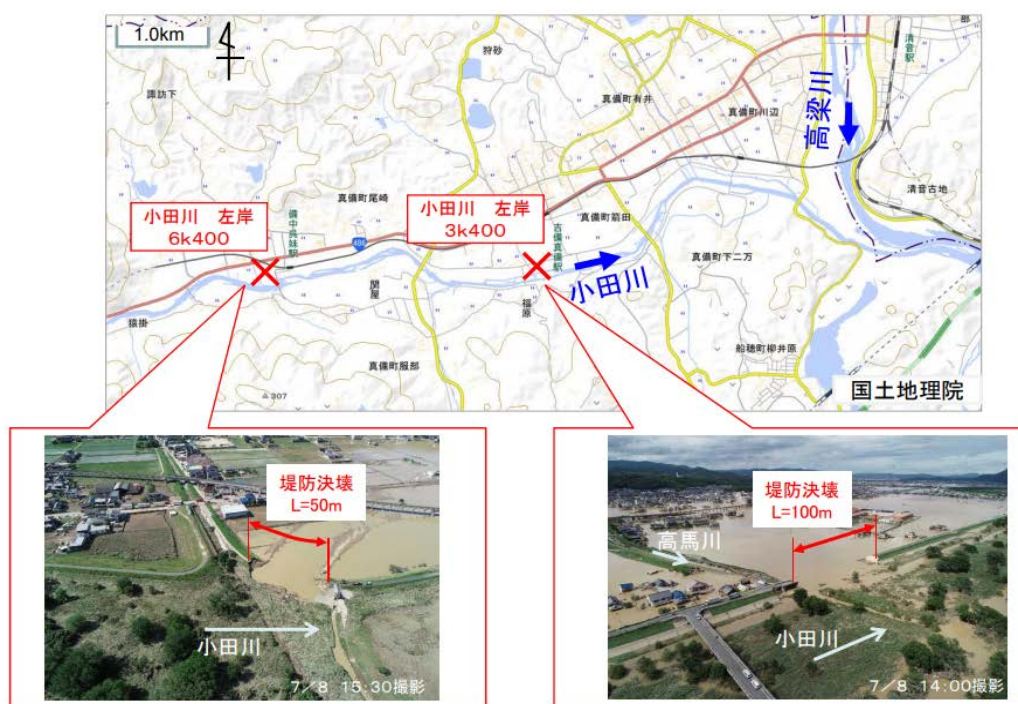 1.0km
部
狩砂
清音駅
諏訪下
真備町有井
真備町川辺
高梁川
清音古地
真備町尾崎
小田川 左岸
6k400
小田川 左岸
3k400
備中呉妹駅
486
真備町箭田
吉備真備駅
真備町下二万
小田川
関屋
福原
猿掛
船穂町柳井原
真備町服部
307
国土地理院
堤防決壊
L=50m
小田川
7/8 15:30撮影
堤防決壊
L=100m
高馬川
小田川
7/8 14:00撮影